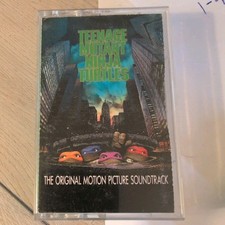 TEENAGE
MUTANT
NINJA
TURTLES
THE ORIGINAL MOTION PICTURE SOUNDTRACK